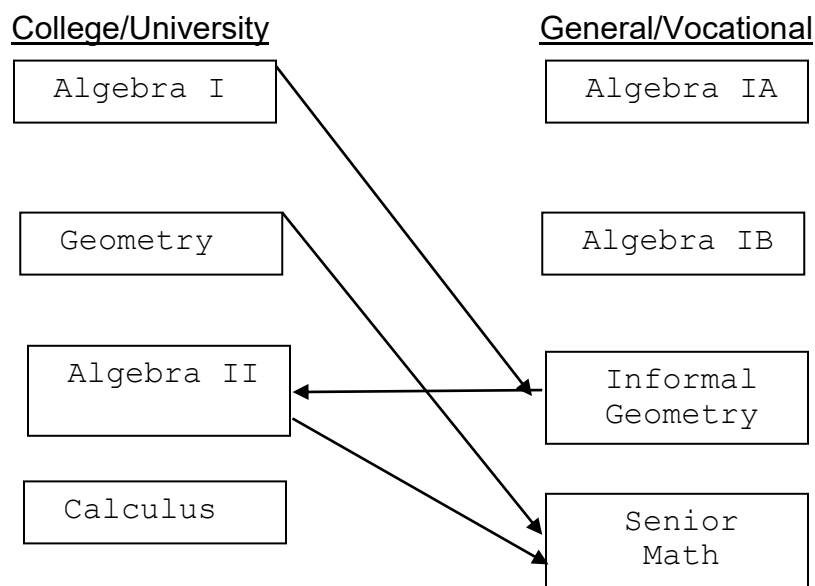 College/University
General/Vocational
Algebra I
Algebra IA
Geometry
Algebra IB
Algebra II
Informal
Geometry
Calculus
Senior
Math